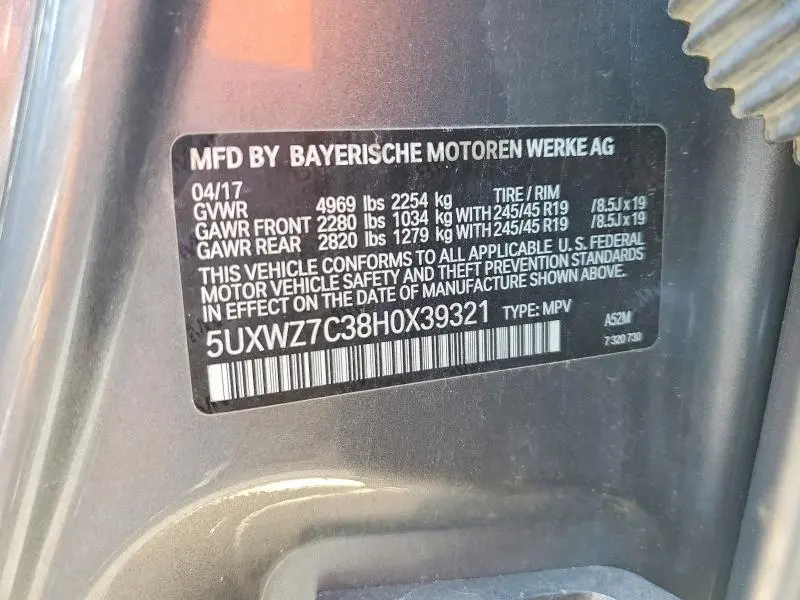 MFD BY BAYERISCHE MOTOREN WERKE AG
04/17 TIRE / RIM
GVWR 4969 lbs 2254 kg
GAWR FRONT 2280 lbs 1034 kg WITH 245/45 R19 /8.5J x 19
GAWR REAR 2820 lbs 1279 kg WITH 245/45 R19 /8.5J x 19
THIS VEHICLE CONFORMS TO ALL APPLICABLE U.S. FEDERAL
MOTOR VEHICLE SAFETY AND THEFT PREVENTION STANDARDS
IN EFFECT ON THE DATE OF MANUFACTURE SHOWN ABOVE.
5UXWZ7C38H0X39321 TYPE: MPV A52M
7 320 730